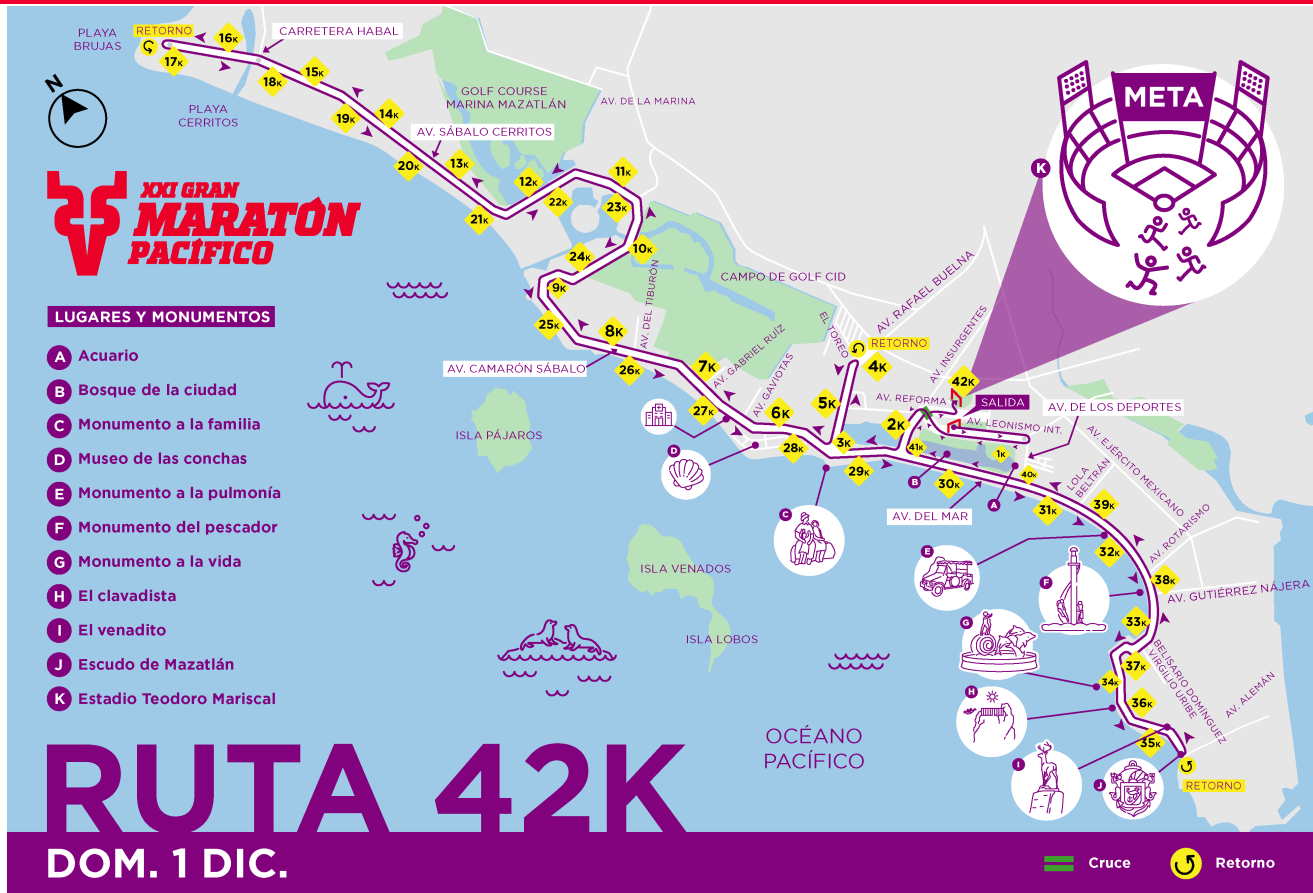 PLAYA
BRUJAS
RETORNO
16K
CARRETERA HABAL
17K
18K
15K
N
PLAYA
CERRITOS
19K
14K
GOLF COURSE
MARINA MAZATLÁN
AV. DE LA MARINA
AV. SÁBALO CERRITOS
20K
13K
12K
11K
21K
22K
23K
XXI GRAN
MARATÓN
PACÍFICO
24K
10K
9K
CAMPO DE GOLF CID
AV. RAFAEL BUELNA
META
K
LUGARES Y MONUMENTOS
A Acuario
B Bosque de la ciudad
C Monumento a la familia
D Museo de las conchas
E Monumento a la pulmonía
F Monumento del pescador
G Monumento a la vida
H El clavadista
I El venadito
J Escudo de Mazatlán
K Estadio Teodoro Mariscal
25K
8K
AV. DEL TIBURÓN
EL TOREO
RETORNO
AV. INSURGENTES
AV. CAMARÓN SÁBALO
26K
7K
AV. GABRIEL RUÍZ
4K
42K
27K
AV. GAVIOTAS
6K
5K
AV. REFORMA
SALIDA
AV. DE LOS DEPORTES
ISLA PÁJAROS
28K
3K
2K
41K
AV. LEONISMO INT.
1K
AV. EJÉRCITO MEXICANO
D
29K
B
30K
A
40K
LOLA
BELTRÁN
C
AV. DEL MAR
31K
39K
AV. ROTARISMO
E
32K
ISLA VENADOS
F
38K
AV. GUTIÉRREZ NÁJERA
ISLA LOBOS
G
33K
37K
BELISARIO DOMÍNGUEZ
VIRGILIO URIBE
34K
H
36K
AV. ALEMÁN
OCÉANO
PACÍFICO
35K
I
J
RETORNO
RUTA 42K
DOM. 1 DIC.
Cruce
Retorno